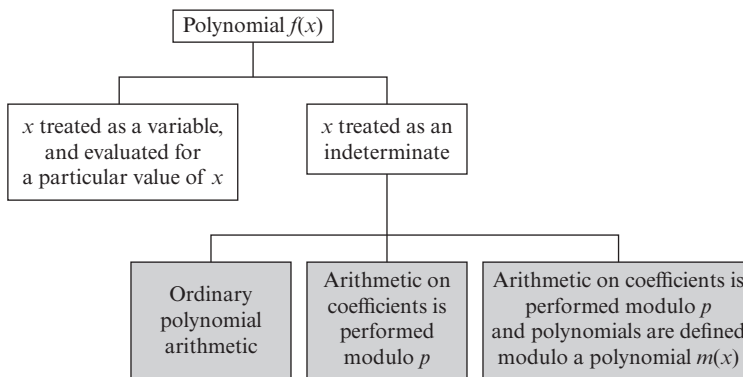 Polynomial f(x)
x treated as a variable,
and evaluated for
a particular value of x
x treated as an
indeterminate
Ordinary
polynomial
arithmetic
Arithmetic on
coefficients is
performed
modulo p
Arithmetic on coefficients is
performed modulo p
and polynomials are defined
modulo a polynomial m(x)